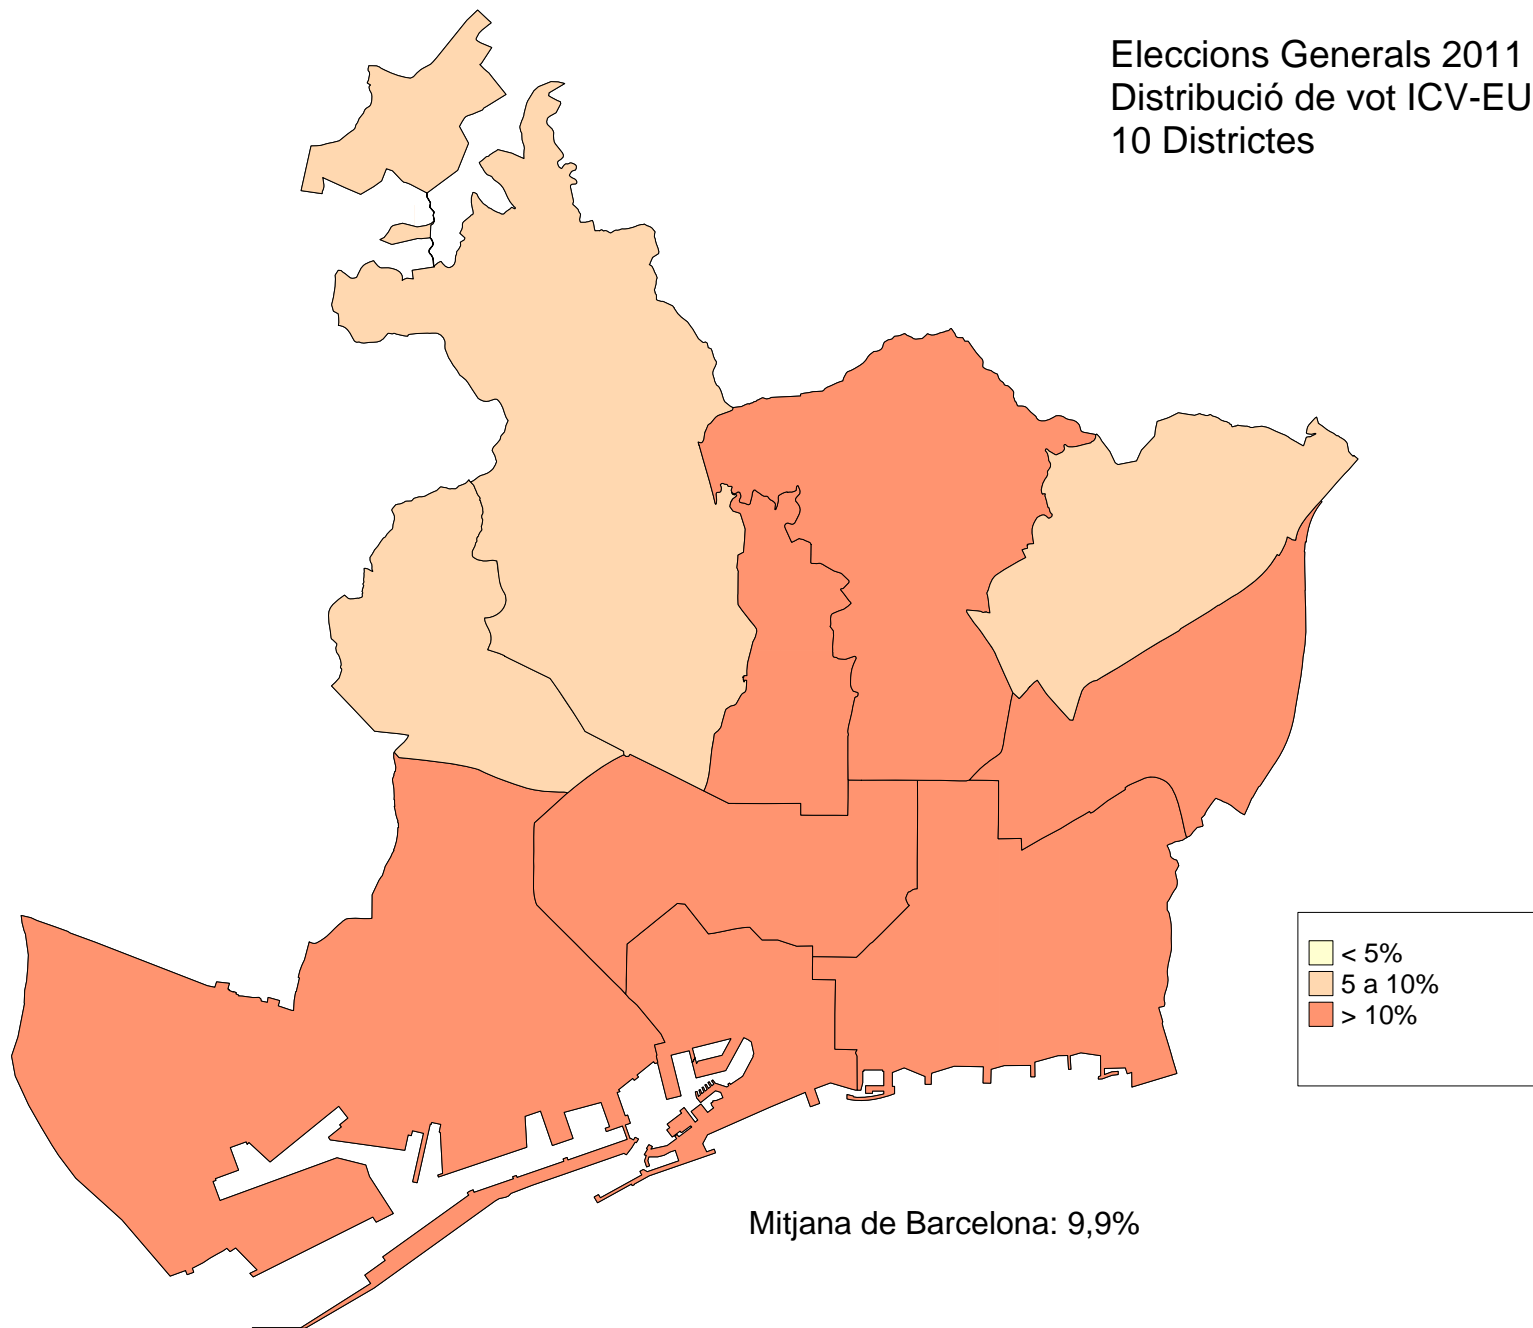 Eleccions Generals 2011
Distribució de vot ICV-EU
10 Districtes
< 5%
5 a 10%
> 10%
Mitjana de Barcelona: 9,9%